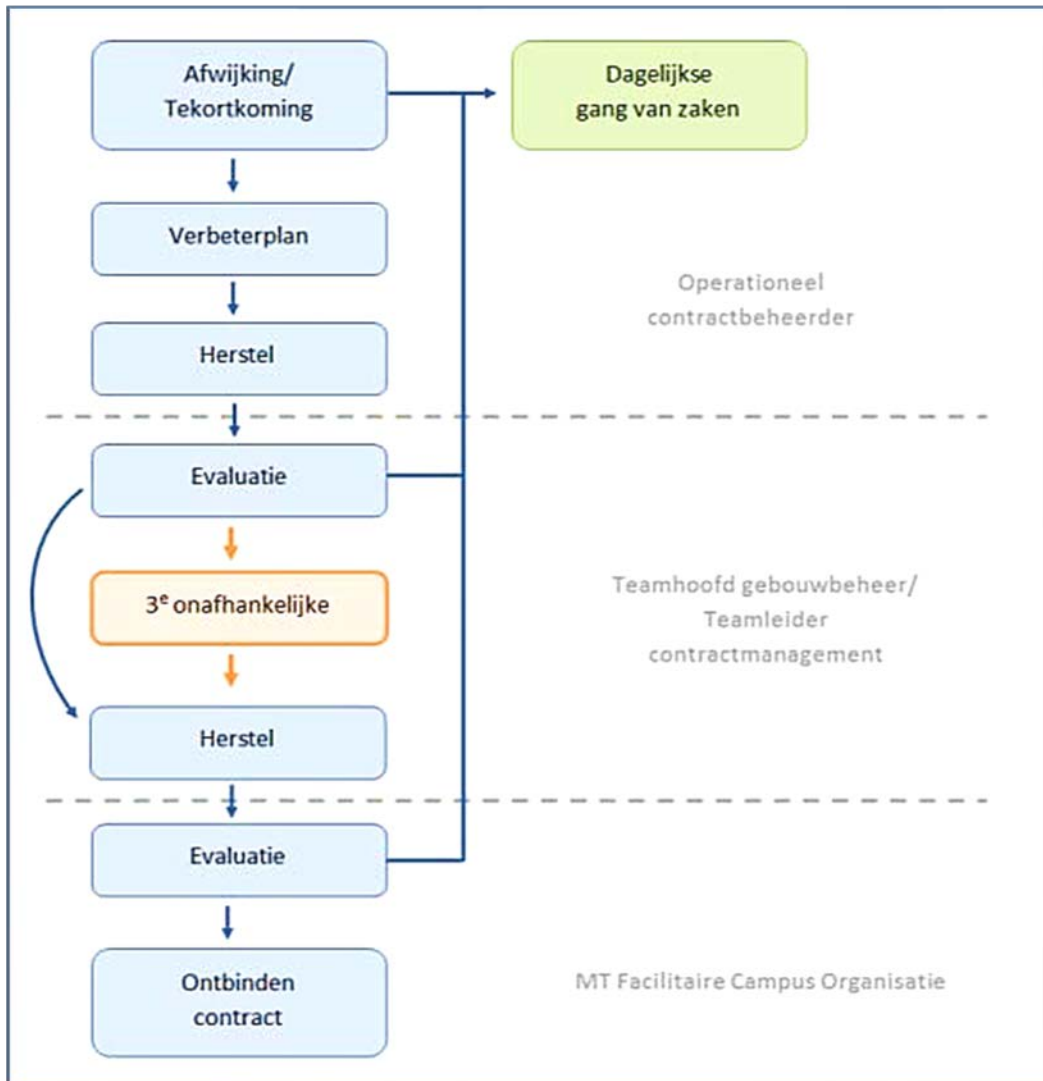 Afwijking/
Tekortkoming
Dagelijkse
gang van zaken
Verbeterplan
Operationeel
contractbeheerder
Herstel
Evaluatie
3e onafhankelijke
Teamhoofd gebouwbeheer/
Teamleider
contractmanagement
Herstel
Evaluatie
Ontbinden
contract
MT Facilitaire Campus Organisatie